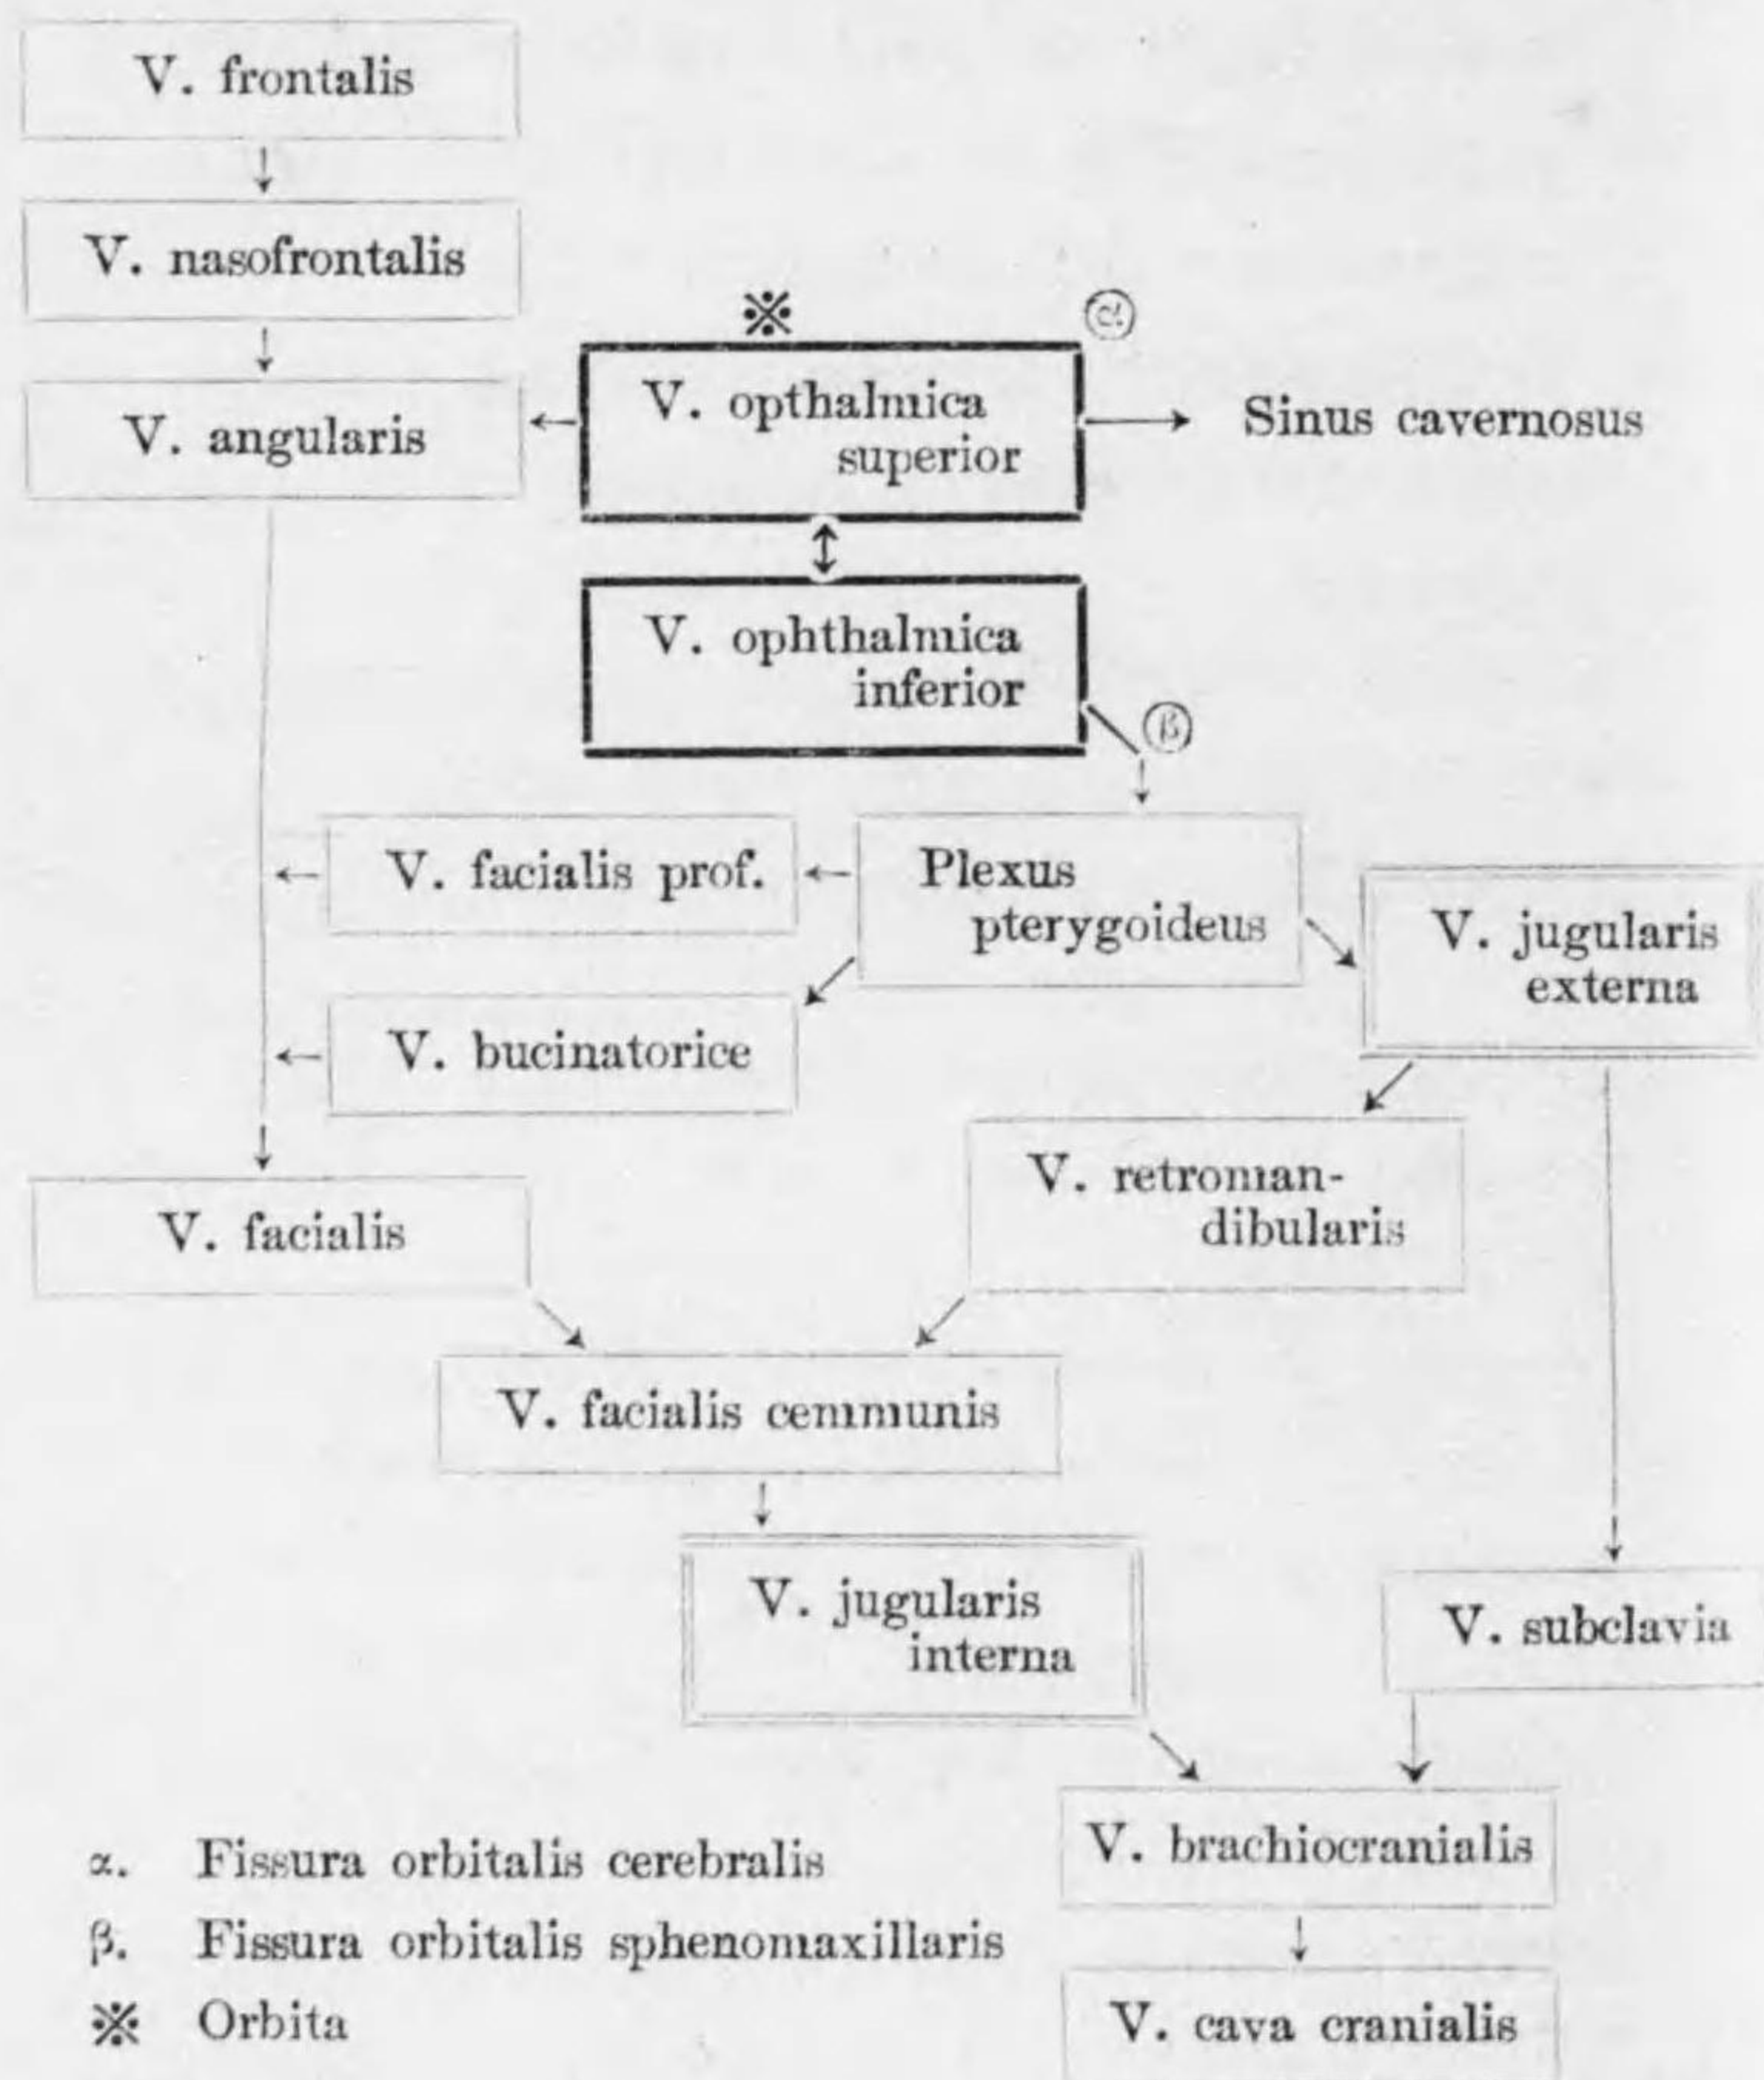 V. frontalis
V. nasofrontalis
※
α
V. angularis
V. opthalmica
superior
Sinus cavernosus
V. ophthalmica
inferior
β
V. facialis prof.
Plexus
pterygoideus
V. jugularis
externa
V. bucinatorice
V. retroman-
dibularis
V. facialis
V. facialis cemmunis
V. jugularis
interna
V. subclavia
V. brachiocranialis
V. cava cranialis
α. Fissura orbitalis cerebralis
β. Fissura orbitalis sphenomaxillaris
※ Orbita